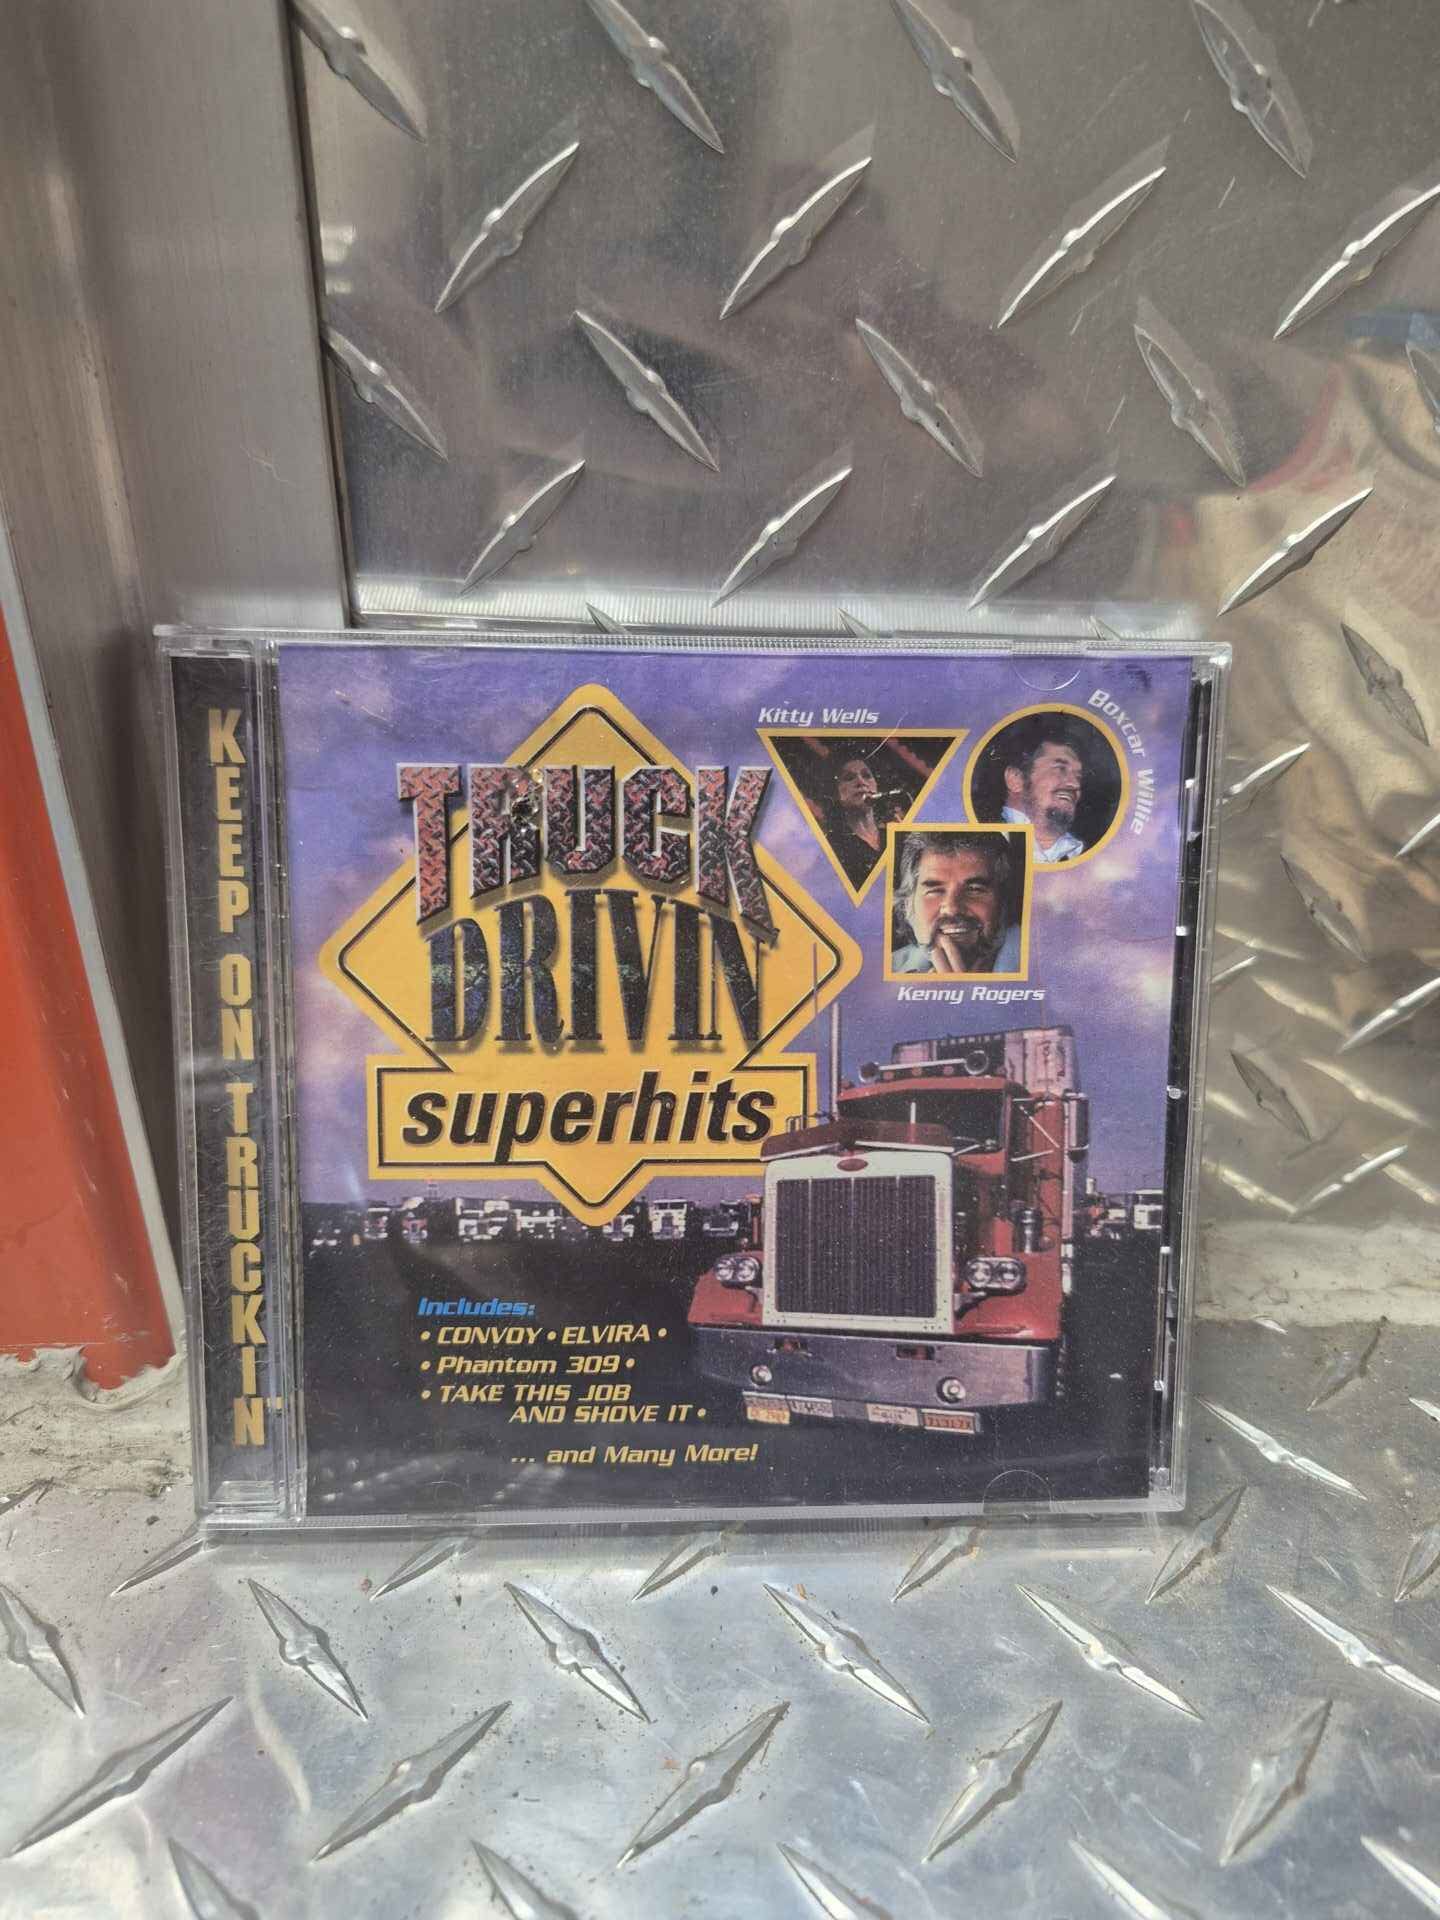 KEEP ON TRUCKIN'
TRUCK
DRIVIN
superhits
Kitty Wells
Boxcar Willie
Kenny Rogers
Includes:
• CONVOY • ELVIRA •
• Phantom 309 •
• TAKE THIS JOB
AND SHOVE IT •
... and Many More!